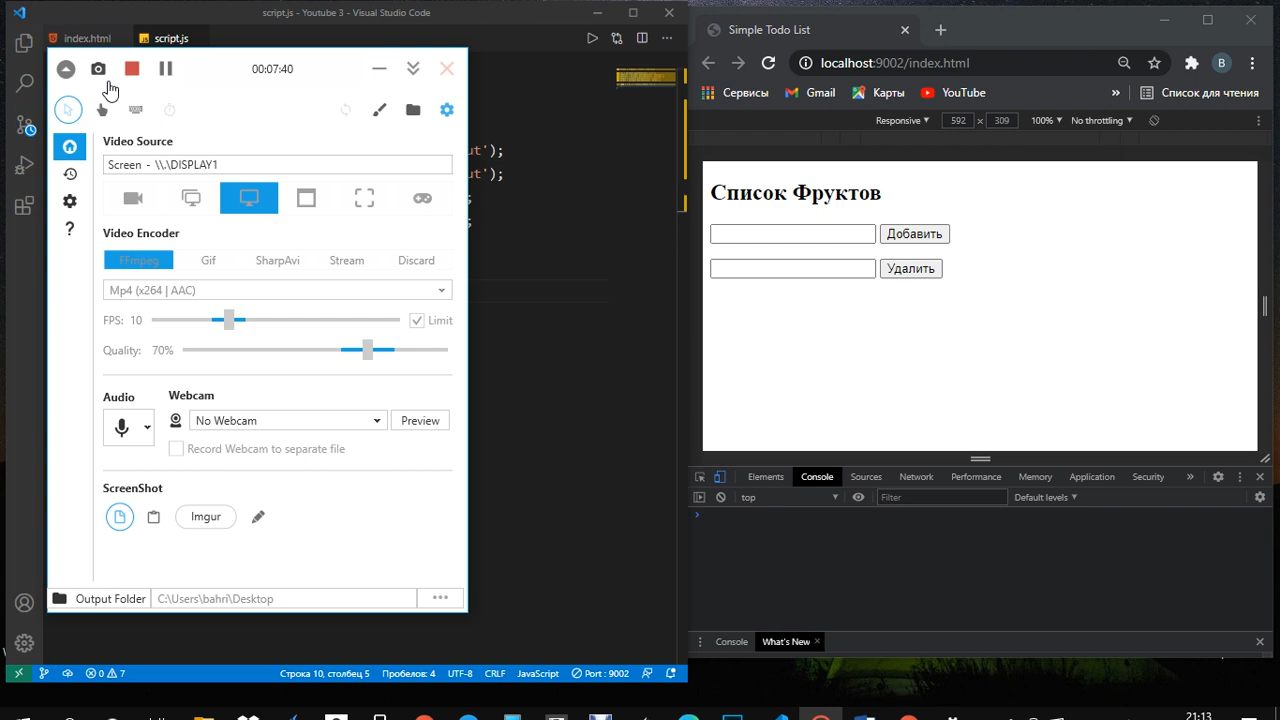 script.js - Youtube 3 - Visual Studio Code
index.html
script.js
00:07:40
Video Source
Screen - \\.\DISPLAY1
Video Encoder
FFmpeg
Gif
SharpAvi
Stream
Discard
Mp4 (x264 | AAC)
FPS: 10
Limit
Quality: 70%
Audio
Webcam
No Webcam
Preview
Record Webcam to separate file
ScreenShot
Imgur
Output Folder
C:\Users\bahri\Desktop
ut');
ut');
;
;
0 7
Строка 10, столбец 5
Пробелов: 4
UTF-8
CRLF
JavaScript
Port : 9002
Simple Todo List
localhost:9002/index.html
B
Сервисы
Gmail
Карты
YouTube
»
Список для чтения
Responsive
592 x 309
100%
No throttling
Список Фруктов
Добавить
Удалить
Elements
Console
Sources
Network
Performance
Memory
Application
Security
»
top
Filter
Default levels
Console
What's New
21:13